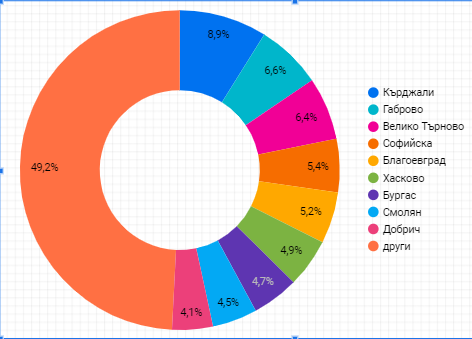 8,9%
6,6%
6,4%
5,4%
5,2%
4,9%
4,7%
4,5%
4,1%
49,2%
Кърджали
Габрово
Велико Търново
Софийска
Благоевград
Хасково
Бургас
Смолян
Добрич
други